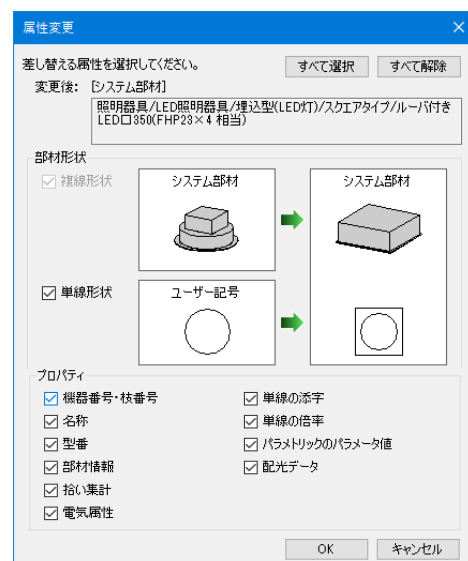 属性変更
差し替える属性を選択してください。
すべて選択
すべて解除
変更後: [システム部材]
照明器具/LED照明器具/埋込型(LED灯)/スクエアタイプ/ルーバ付き
LED口350(FHP23×4 相当)
部材形状
複線形状
システム部材
システム部材
単線形状
ユーザー記号
プロパティ
機器番号・枝番号
単線の添字
名称
単線の倍率
型番
パラメトリックのパラメータ値
部材情報
配光データ
拾い集計
電気属性
OK
キャンセル